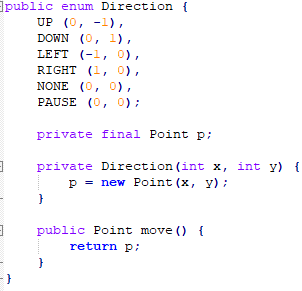 public enum Direction {
UP (0, -1),
DOWN (0, 1),
LEFT (-1, 0),
RIGHT (1, 0),
NONE (0, 0),
PAUSE (0, 0);
private final Point p;
private Direction(int x, int y) {
p = new Point(x, y);
}
public Point move() {
return p;
}
}